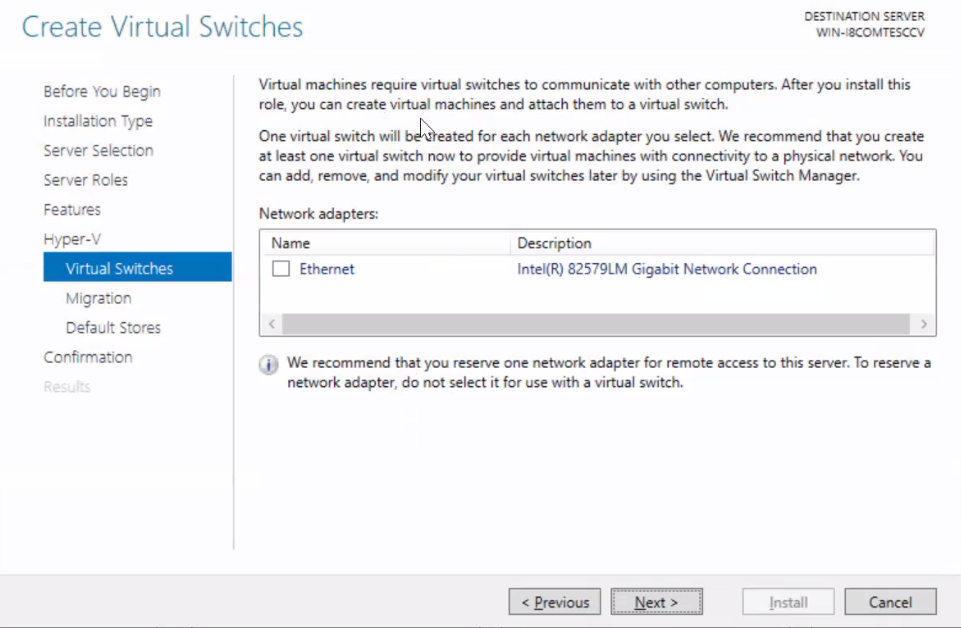 Create Virtual Switches
DESTINATION SERVER
WIN-I8COMTESCCV
Before You Begin
Installation Type
Server Selection
Server Roles
Features
Hyper-V
Virtual Switches
Migration
Default Stores
Confirmation
Results
Virtual machines require virtual switches to communicate with other computers. After you install this
role, you can create virtual machines and attach them to a virtual switch.
One virtual switch will be created for each network adapter you select. We recommend that you create
at least one virtual switch now to provide virtual machines with connectivity to a physical network. You
can add, remove, and modify your virtual switches later by using the Virtual Switch Manager.
Network adapters:
Name Description
Ethernet Intel(R) 82579LM Gigabit Network Connection
We recommend that you reserve one network adapter for remote access to this server. To reserve a
network adapter, do not select it for use with a virtual switch.
< Previous Next > Install Cancel